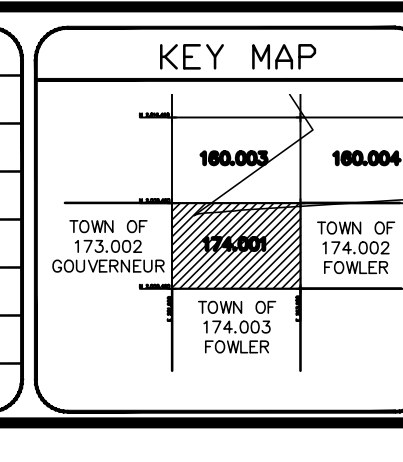 KEY MAP
160.003 160.004
TOWN OF
173.002
GOUVERNEUR
174.001
TOWN OF
174.002
FOWLER
TOWN OF
174.003
FOWLER